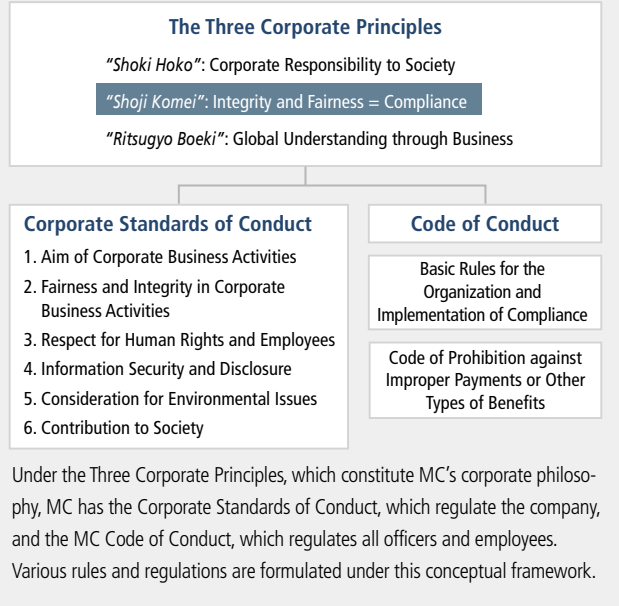 The Three Corporate Principles
“Shoki Hoko”: Corporate Responsibility to Society
“Shoji Komei”: Integrity and Fairness = Compliance
“Ritsugyo Boeki”: Global Understanding through Business
Corporate Standards of Conduct
1. Aim of Corporate Business Activities
2. Fairness and Integrity in Corporate
Business Activities
3. Respect for Human Rights and Employees
4. Information Security and Disclosure
5. Consideration for Environmental Issues
6. Contribution to Society
Code of Conduct
Basic Rules for the
Organization and
Implementation of Compliance
Code of Prohibition against
Improper Payments or Other
Types of Benefits
Under the Three Corporate Principles, which constitute MC’s corporate philoso-
phy, MC has the Corporate Standards of Conduct, which regulate the company,
and the MC Code of Conduct, which regulates all officers and employees.
Various rules and regulations are formulated under this conceptual framework.